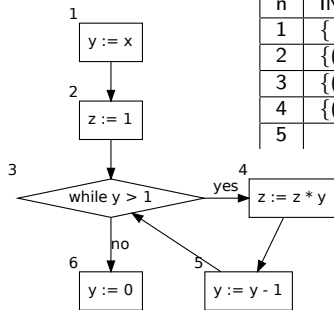 1
y := x
2
z := 1
3
while y > 1
yes
4
z := z * y
no
6
y := 0
5
y := y - 1
n
1 {
2 {(
3 {(
4 {(
5